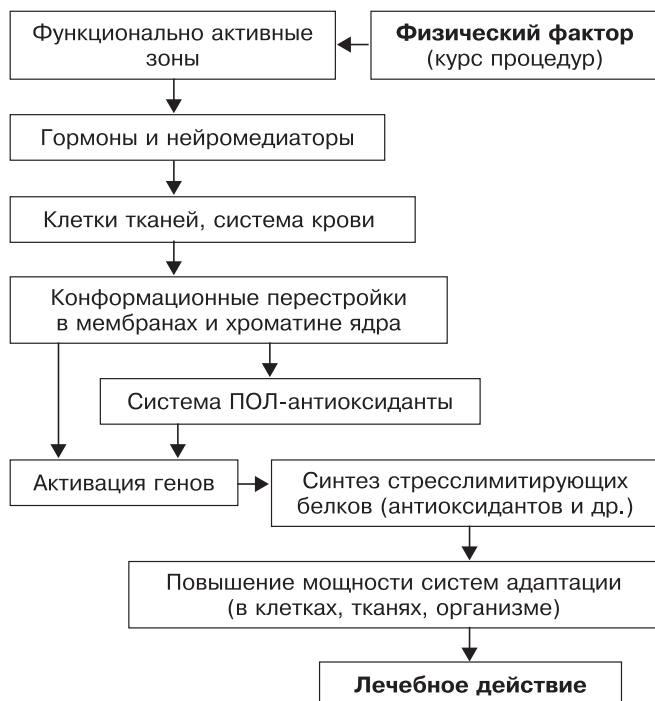 Функционально активные
зоны
Физический фактор
(курс процедур)
Гормоны и нейромедиаторы
Клетки тканей, система крови
Конформационные перестройки
в мембранах и хроматине ядра
Система ПОЛ-антиоксиданты
Активация генов
Синтез стресслимитирующих
белков (антиоксидантов и др.)
Повышение мощности систем адаптации
(в клетках, тканях, организме)
Лечебное действие